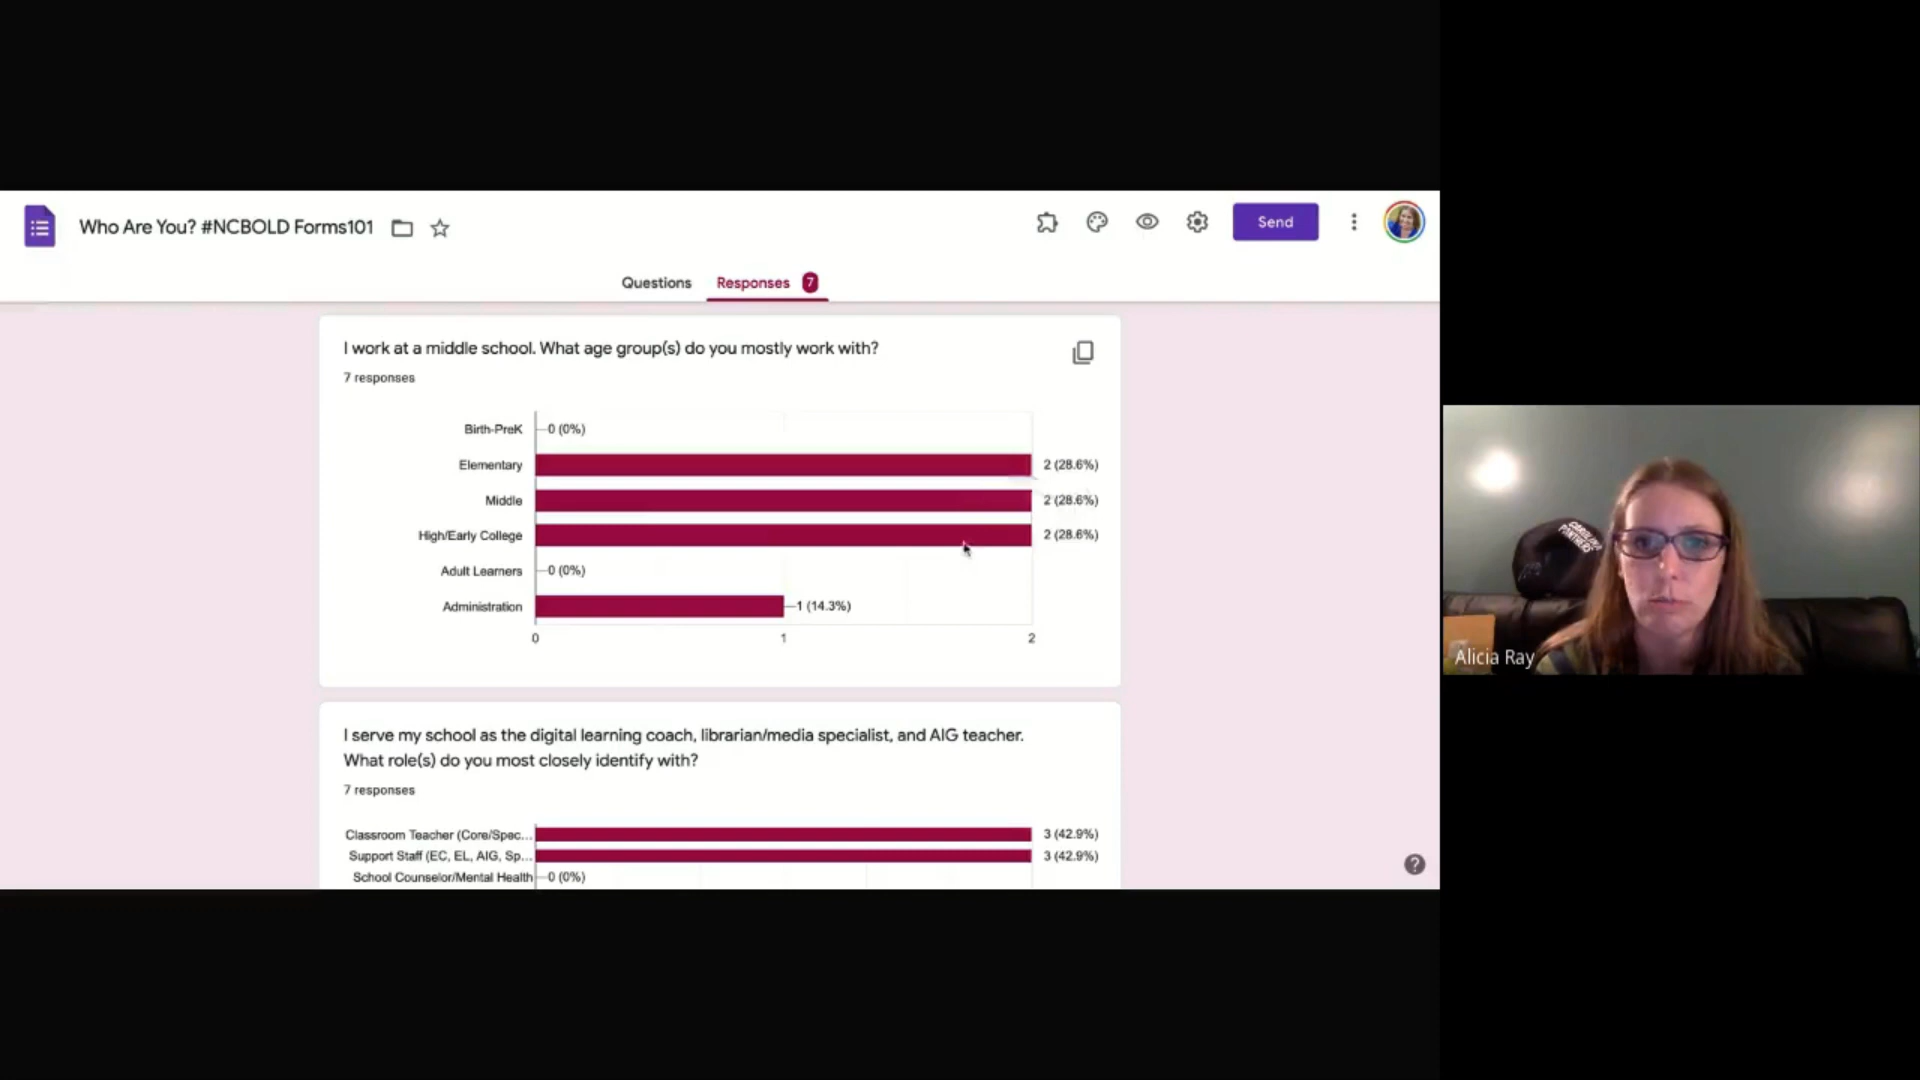 Who Are You? #NCBOLD Forms101
Send
Questions
Responses 7
I work at a middle school. What age group(s) do you mostly work with?
7 responses
Birth-PreK 0 (0%)
Elementary 2 (28.6%)
Middle 2 (28.6%)
High/Early College 2 (28.6%)
Adult Learners 0 (0%)
Administration 1 (14.3%)
0 1 2
I serve my school as the digital learning coach, librarian/media specialist, and AIG teacher.
What role(s) do you most closely identify with?
7 responses
Classroom Teacher (Core/Spec... 3 (42.9%)
Support Staff (EC, EL, AIG, Sp... 3 (42.9%)
School Counselor/Mental Health 0 (0%)
CAROLINA
PANTHERS
Alicia Ray